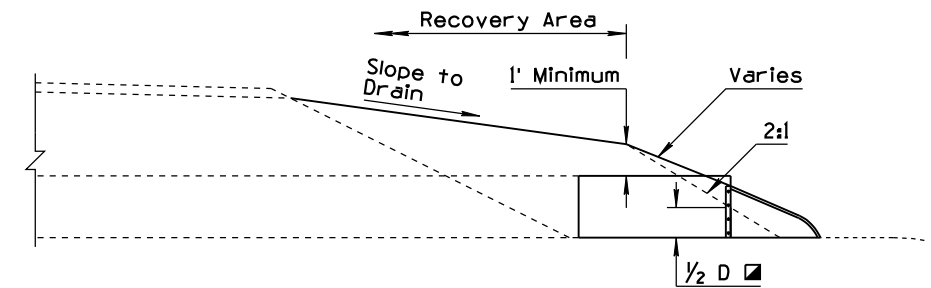 Recovery Area
Slope to
Drain
1' Minimum
Varies
2:1
1/2 D